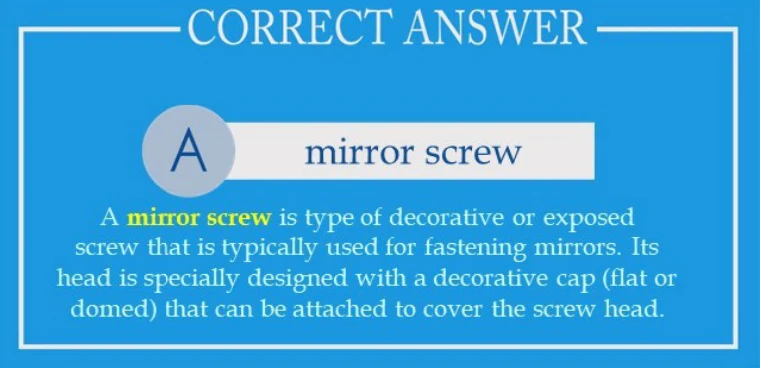 CORRECT ANSWER
A
mirror screw
A mirror screw is type of decorative or exposed
screw that is typically used for fastening mirrors. Its
head is specially designed with a decorative cap (flat or
domed) that can be attached to cover the screw head.